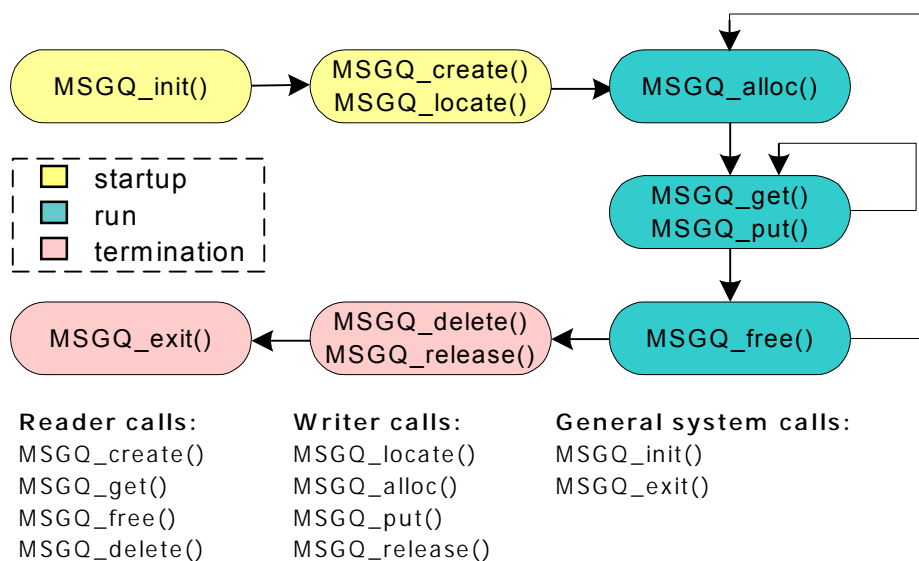 MSGQ_init()
MSGQ_create()
MSGQ_locate()
MSGQ_alloc()
startup
run
termination
MSGQ_get()
MSGQ_put()
MSGQ_exit()
MSGQ_delete()
MSGQ_release()
MSGQ_free()
Reader calls:
MSGQ_create()
MSGQ_get()
MSGQ_free()
MSGQ_delete()
Writer calls:
MSGQ_locate()
MSGQ_alloc()
MSGQ_put()
MSGQ_release()
General system calls:
MSGQ_init()
MSGQ_exit()